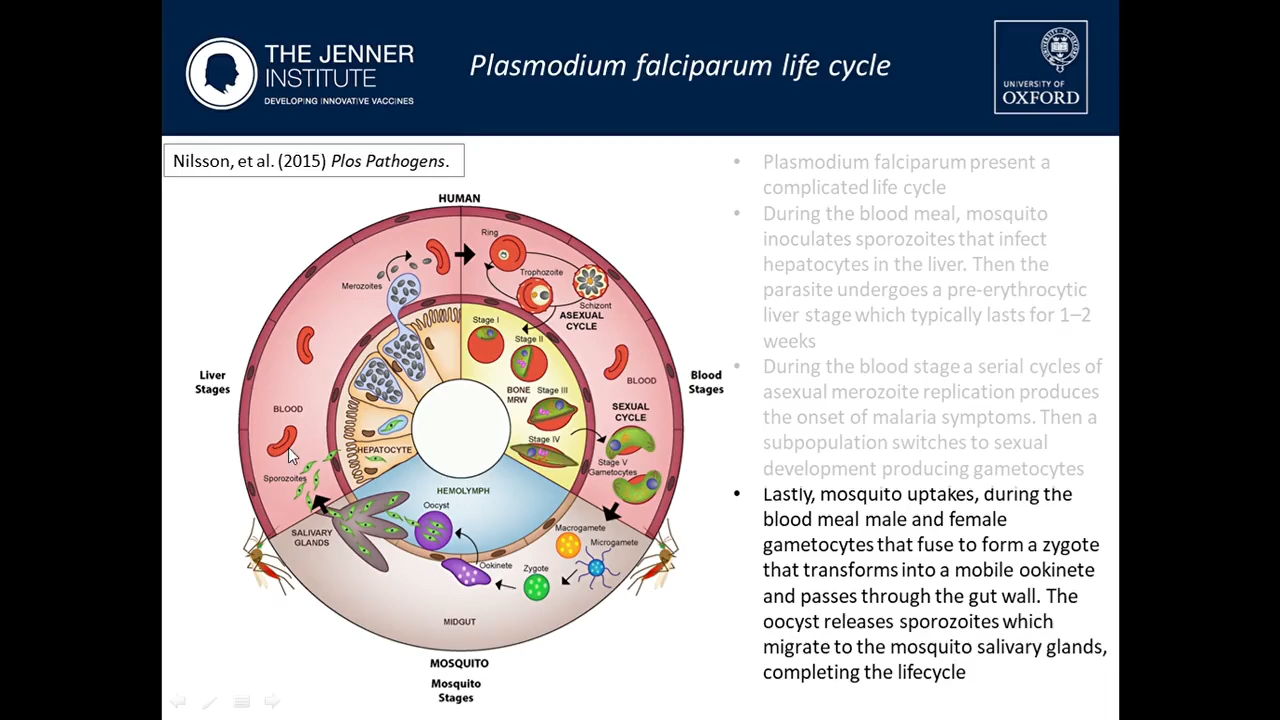 THE JENNER
INSTITUTE
DEVELOPING INNOVATIVE VACCINES
Plasmodium falciparum life cycle
UNIVERSITY OF
OXFORD
Nilsson, et al. (2015) Plos Pathogens.
HUMAN
Ring
Merozoites
Trophozoite
Schizont
ASEXUAL
CYCLE
Stage I
Stage II
Liver
Stages
BONE
MRW
Stage III
BLOOD
Blood
Stages
BLOOD
SEXUAL
CYCLE
Stage IV
HEPATOCYTE
Stage V
Gametocytes
Sporozoites
HEMOLYMPH
Oocyst
SALIVARY
GLANDS
Macrogamete
Microgamete
Ookinete
Zygote
MIDGUT
MOSQUITO
Mosquito
Stages
• Plasmodium falciparum present a
complicated life cycle
• During the blood meal, mosquito
inoculates sporozoites that infect
hepatocytes in the liver. Then the
parasite undergoes a pre-erythrocytic
liver stage which typically lasts for 1–2
weeks
• During the blood stage a serial cycles of
asexual merozoite replication produces
the onset of malaria symptoms. Then a
subpopulation switches to sexual
development producing gametocytes
• Lastly, mosquito uptakes, during the
blood meal male and female
gametocytes that fuse to form a zygote
that transforms into a mobile ookinete
and passes through the gut wall. The
oocyst releases sporozoites which
migrate to the mosquito salivary glands,
completing the lifecycle